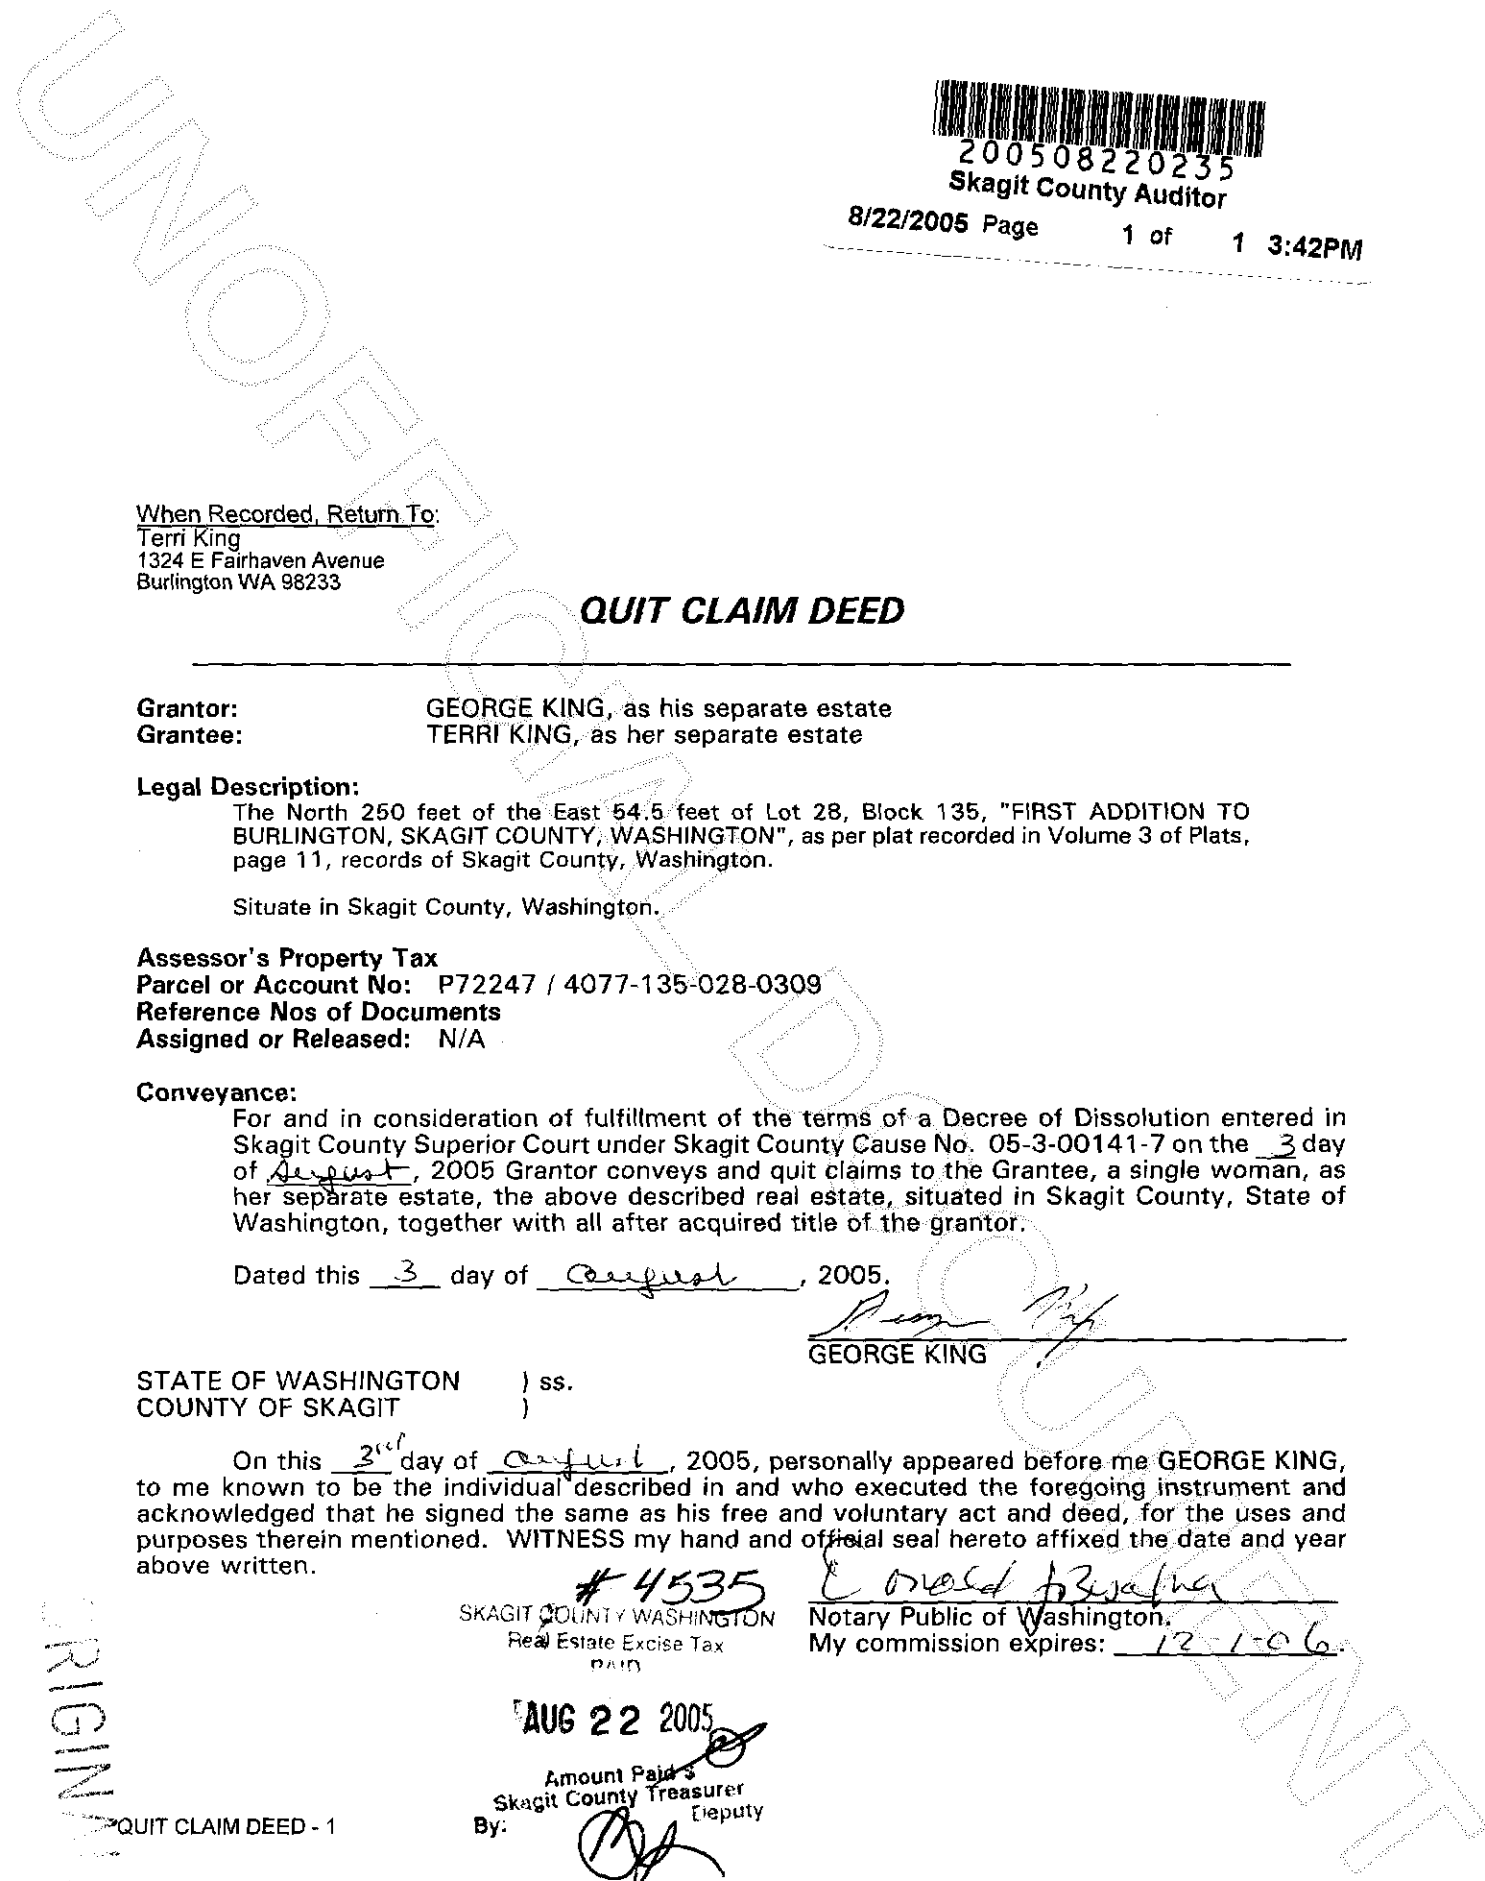 200508220235
Skagit County Auditor
8/22/2005 Page 1 of 1 3:42PM
When Recorded, Return To:
Terri King
1324 E Fairhaven Avenue
Burlington WA 98233
QUIT CLAIM DEED
Grantor: GEORGE KING, as his separate estate
Grantee: TERRI KING, as her separate estate
Legal Description:
The North 250 feet of the East 54.5 feet of Lot 28, Block 135, "FIRST ADDITION TO
BURLINGTON, SKAGIT COUNTY, WASHINGTON", as per plat recorded in Volume 3 of Plats,
page 11, records of Skagit County, Washington.
Situate in Skagit County, Washington.
Assessor's Property Tax
Parcel or Account No: P72247 / 4077-135-028-0309
Reference Nos of Documents
Assigned or Released: N/A
Conveyance:
For and in consideration of fulfillment of the terms of a Decree of Dissolution entered in
Skagit County Superior Court under Skagit County Cause No. 05-3-00141-7 on the 3 day
of August, 2005 Grantor conveys and quit claims to the Grantee, a single woman, as
her separate estate, the above described real estate, situated in Skagit County, State of
Washington, together with all after acquired title of the grantor.
Dated this 3 day of August, 2005.
GEORGE KING
STATE OF WASHINGTON ) ss.
COUNTY OF SKAGIT )
On this 3rd day of August, 2005, personally appeared before me GEORGE KING,
to me known to be the individual described in and who executed the foregoing instrument and
acknowledged that he signed the same as his free and voluntary act and deed, for the uses and
purposes therein mentioned. WITNESS my hand and official seal hereto affixed the date and year
above written.
# 4535
SKAGIT COUNTY WASHINGTON
Real Estate Excise Tax
PAID
Notary Public of Washington.
My commission expires: 12-1-06.
AUG 22 2005
Amount Paid $
Skagit County Treasurer
By: Deputy
QUIT CLAIM DEED - 1
UNOFFICIAL DOCUMENT